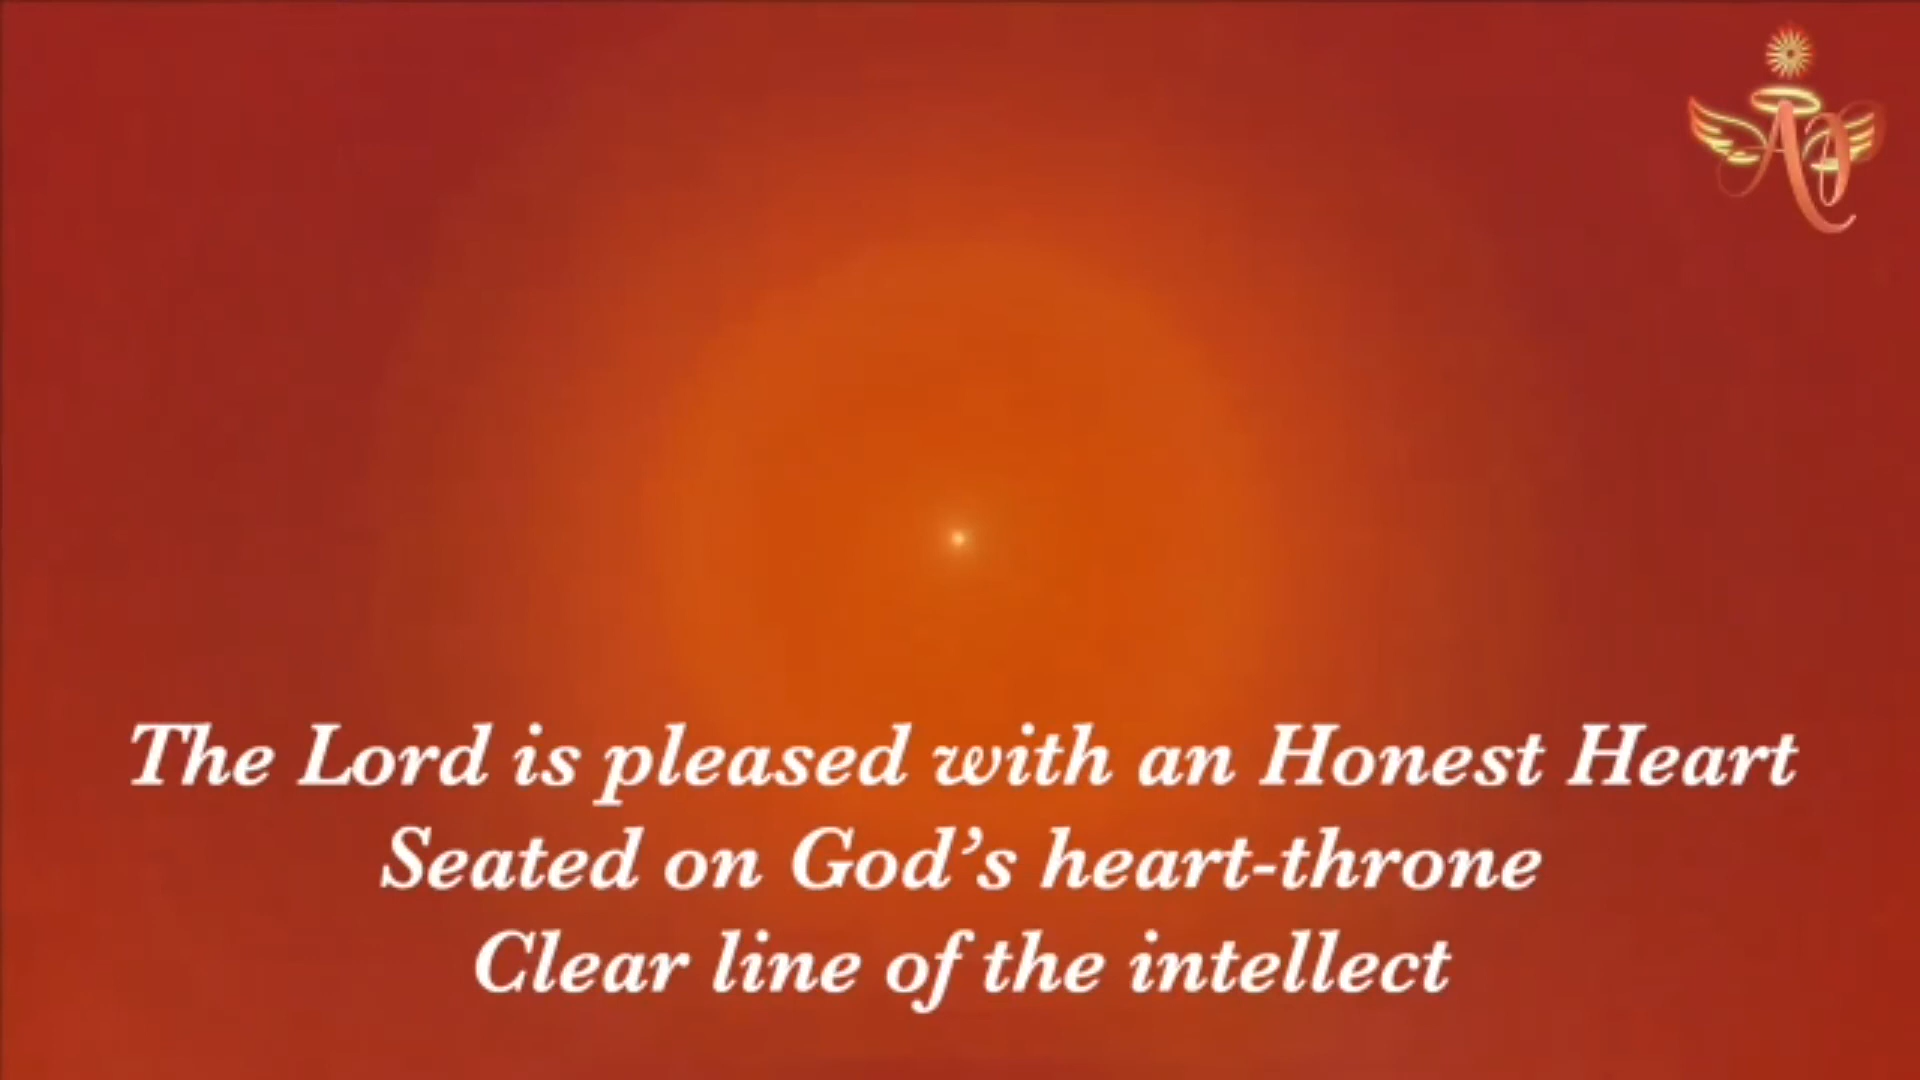 The Lord is pleased with an Honest Heart
Seated on God’s heart-throne
Clear line of the intellect